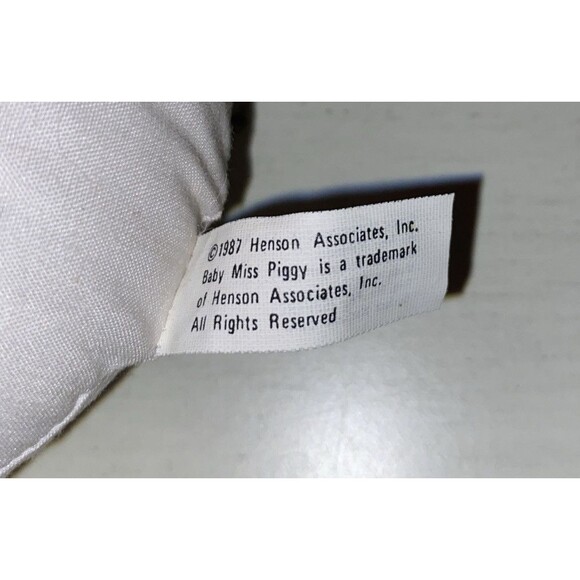 ©1987 Henson Associates, Inc.
Baby Miss Piggy is a trademark
of Henson Associates, Inc.
All Rights Reserved